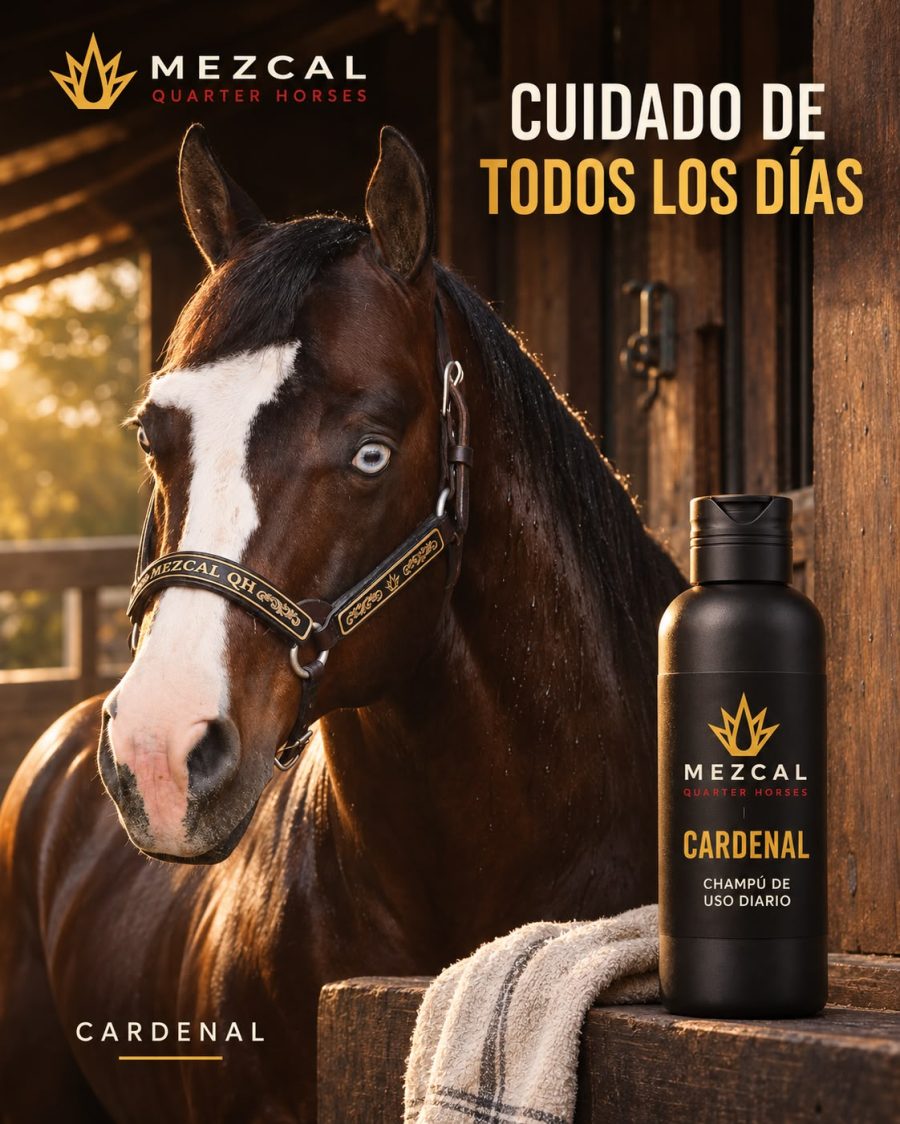 MEZCAL
QUARTER HORSES
CUIDADO DE
TODOS LOS DÍAS
MEZCAL QH
MEZCAL
QUARTER HORSES
CARDENAL
CHAMPÚ DE
USO DIARIO
CARDENAL